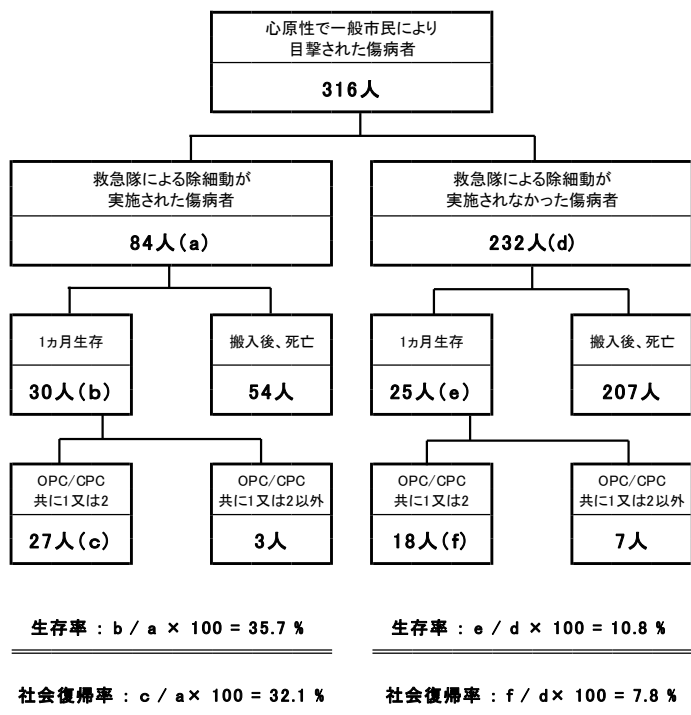 心原性で一般市民により
目撃された傷病者
316人
救急隊による除細動が
実施された傷病者
84人(a)
救急隊による除細動が
実施されなかった傷病者
232人(d)
1ヵ月生存
30人(b)
搬入後、死亡
54人
1ヵ月生存
25人(e)
搬入後、死亡
207人
OPC/CPC
共に1又は2
27人(c)
OPC/CPC
共に1又は2以外
3人
OPC/CPC
共に1又は2
18人(f)
OPC/CPC
共に1又は2以外
7人
生存率 : b / a × 100 = 35.7 %
生存率 : e / d × 100 = 10.8 %
社会復帰率 : c / a× 100 = 32.1 %
社会復帰率 : f / d× 100 = 7.8 %